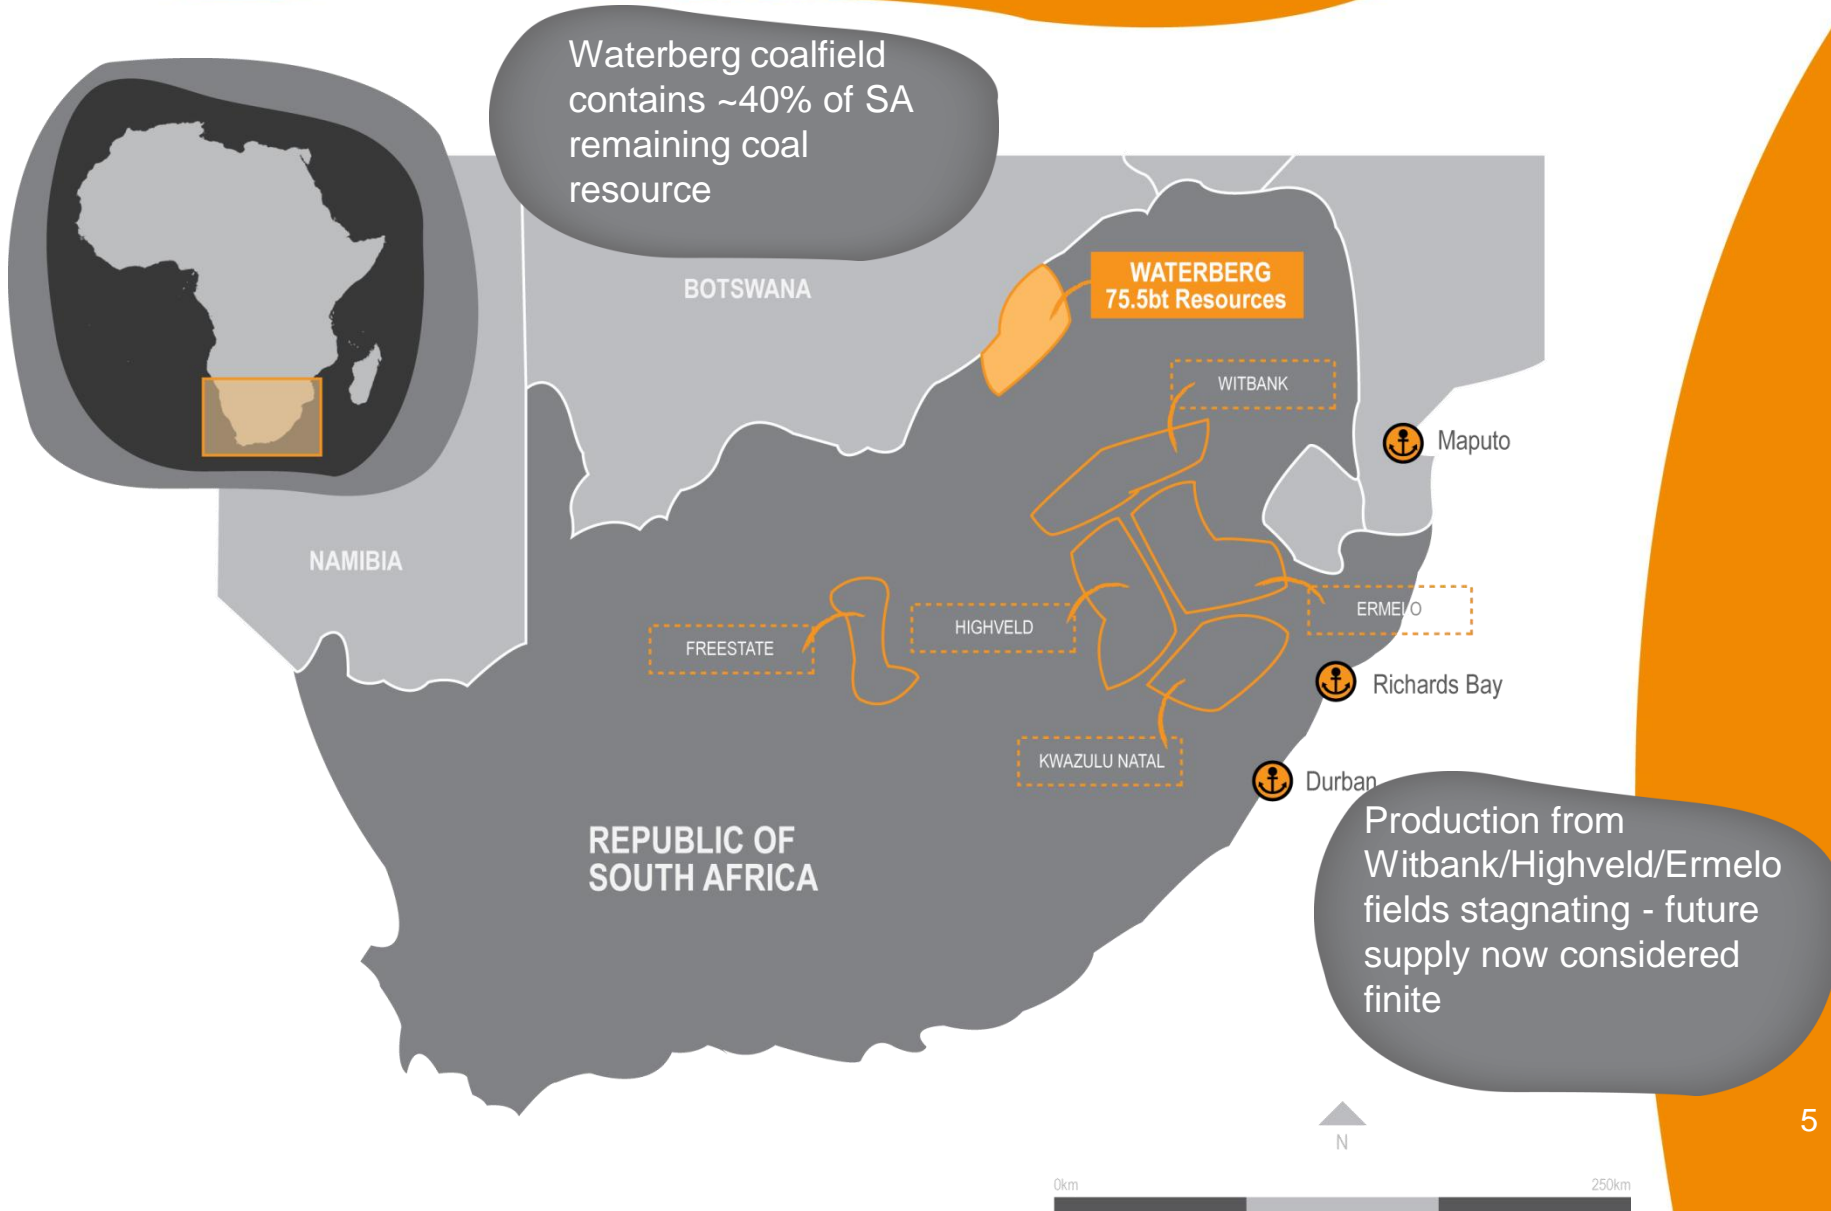 Waterberg coalfield
contains ~40% of SA
remaining coal
resource
BOTSWANA
WATERBERG
75.5bt Resources
WITBANK
Maputo
NAMIBIA
ERMELO
HIGHVELD
FREESTATE
Richards Bay
KWAZULU NATAL
Durban
REPUBLIC OF
SOUTH AFRICA
Production from
Witbank/Highveld/Ermelo
fields stagnating - future
supply now considered
finite
5
N
0km 250km